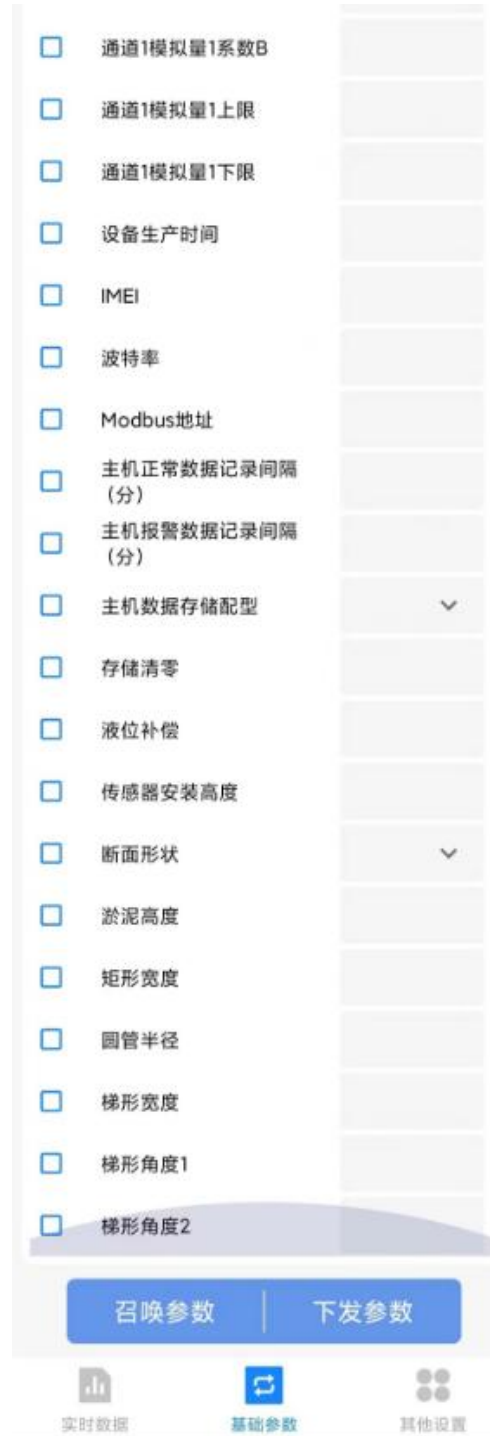 通道1模拟量1系数B
通道1模拟量1上限
通道1模拟量1下限
设备生产时间
IMEI
波特率
Modbus地址
主机正常数据记录间隔
（分）
主机报警数据记录间隔
（分）
主机数据存储配型
存储清零
液位补偿
传感器安装高度
断面形状
淤泥高度
矩形宽度
圆管半径
梯形宽度
梯形角度1
梯形角度2
召唤参数
下发参数
实时数据
基础参数
其他设置